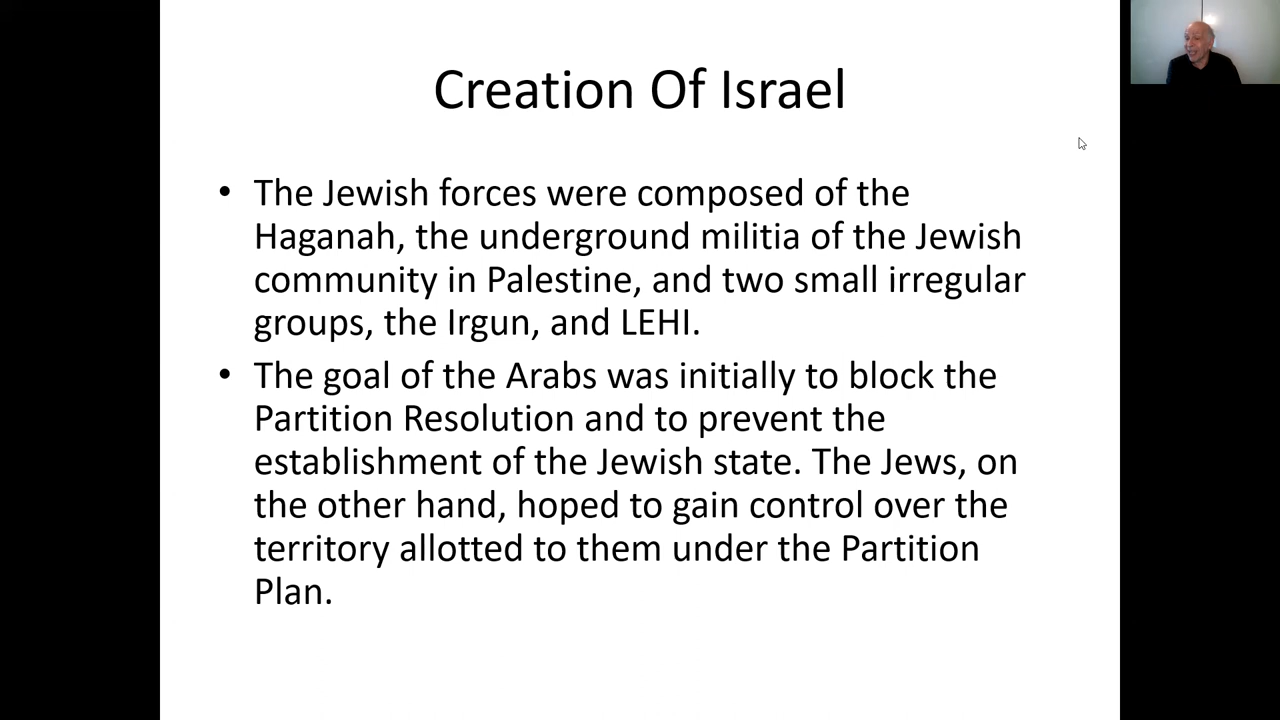 Creation Of Israel
• The Jewish forces were composed of the
Haganah, the underground militia of the Jewish
community in Palestine, and two small irregular
groups, the Irgun, and LEHI.
• The goal of the Arabs was initially to block the
Partition Resolution and to prevent the
establishment of the Jewish state. The Jews, on
the other hand, hoped to gain control over the
territory allotted to them under the Partition
Plan.